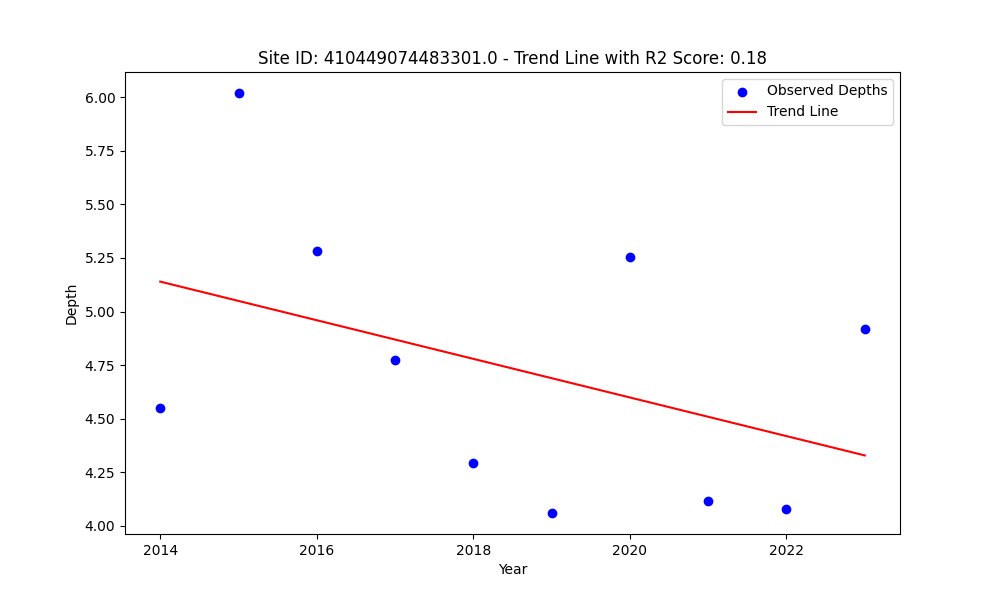 Site ID: 410449074483301.0 - Trend Line with R2 Score: 0.18
Observed Depths
Trend Line
6.00
5.75
5.50
5.25
5.00
4.75
4.50
4.25
4.00
Depth
2014
2016
2018
2020
2022
Year